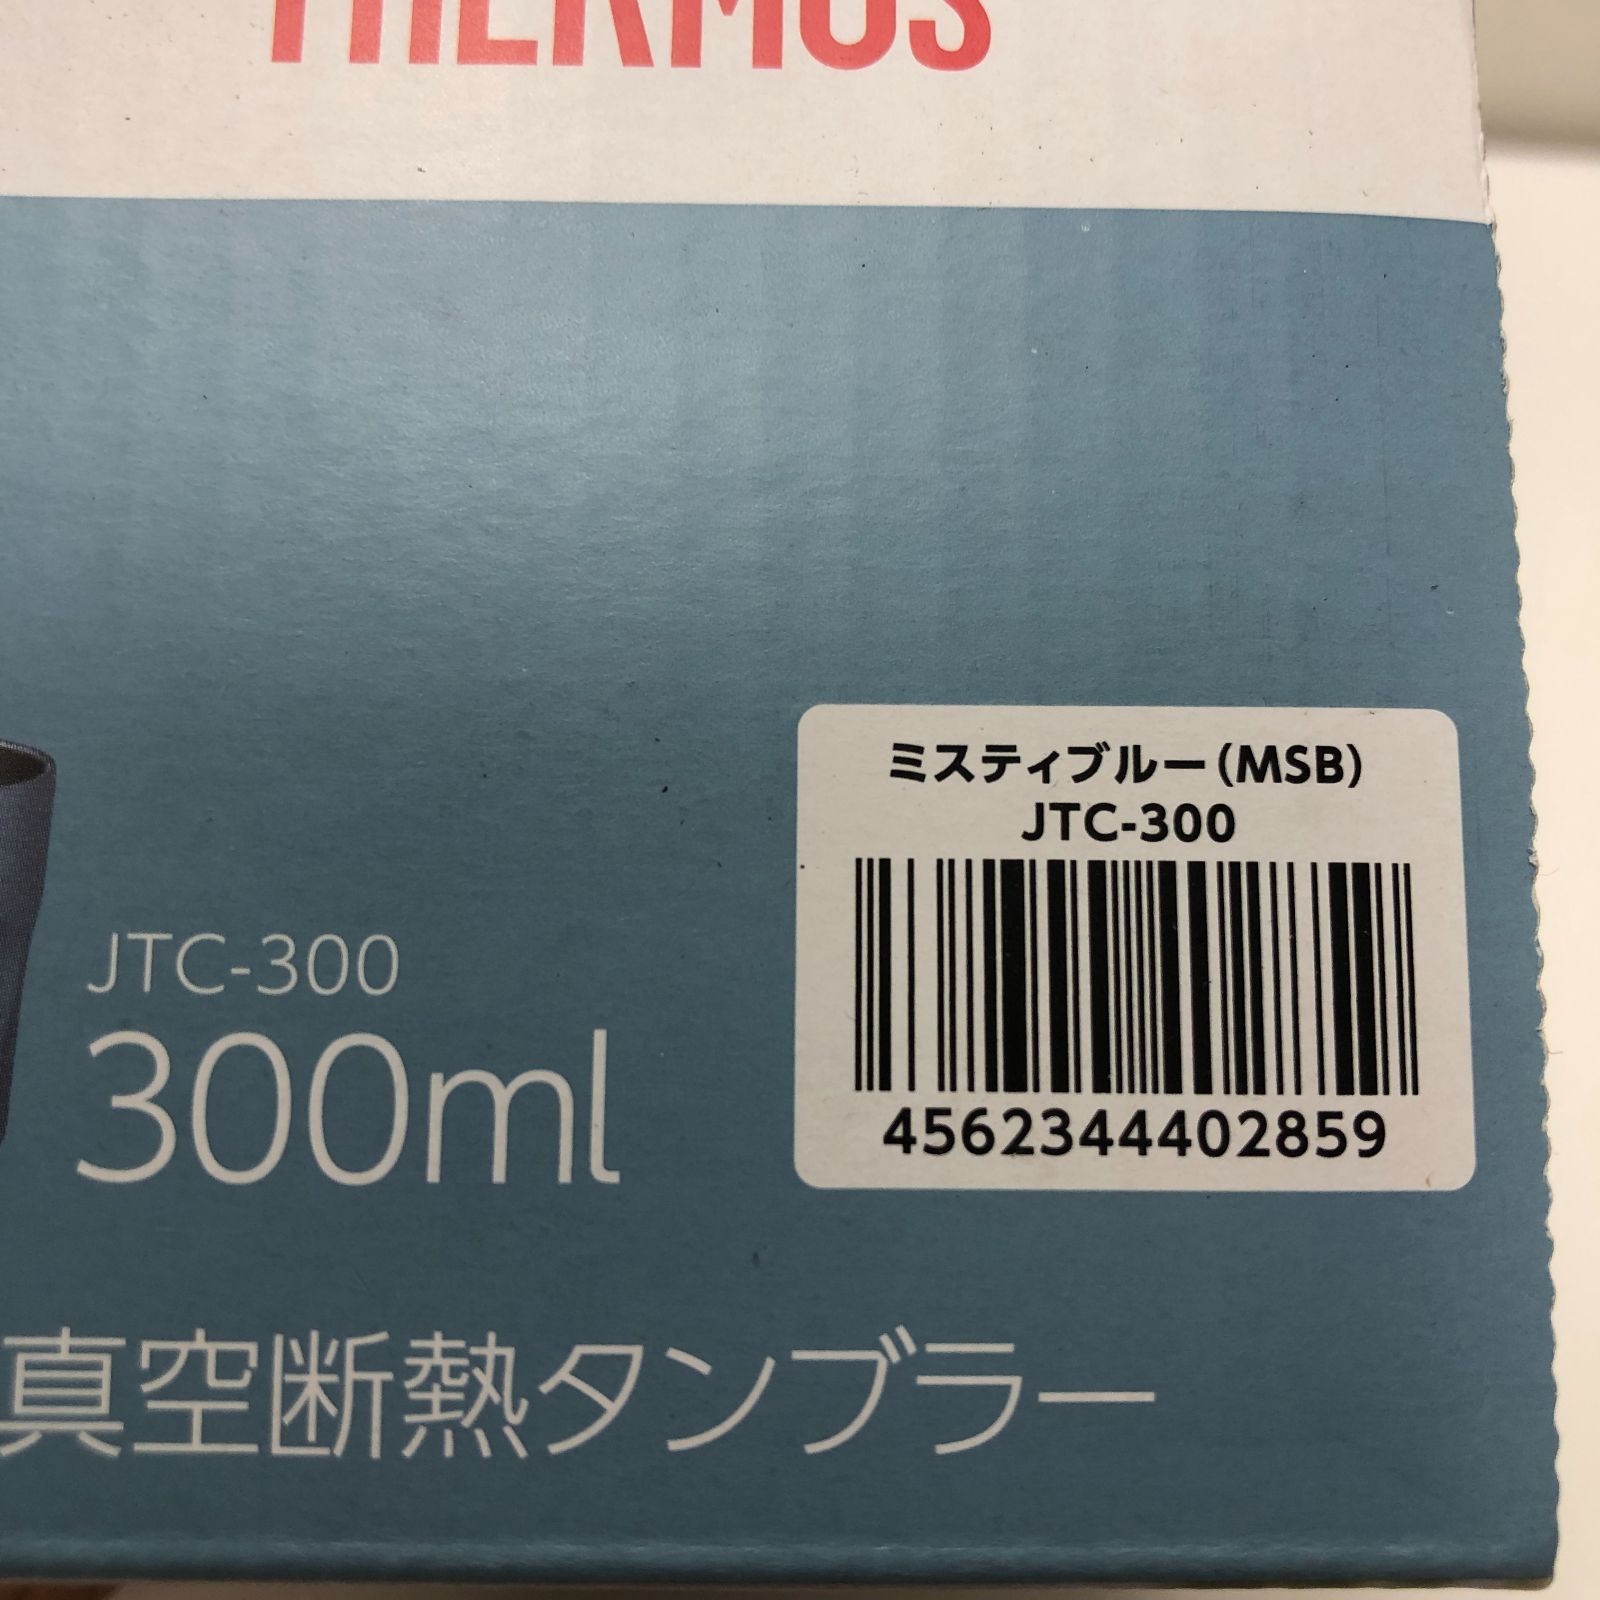 THERMOS
ミスティブルー(MSB)
JTC-300
4562344402859
JTC-300
300ml
真空断熱タンブラー